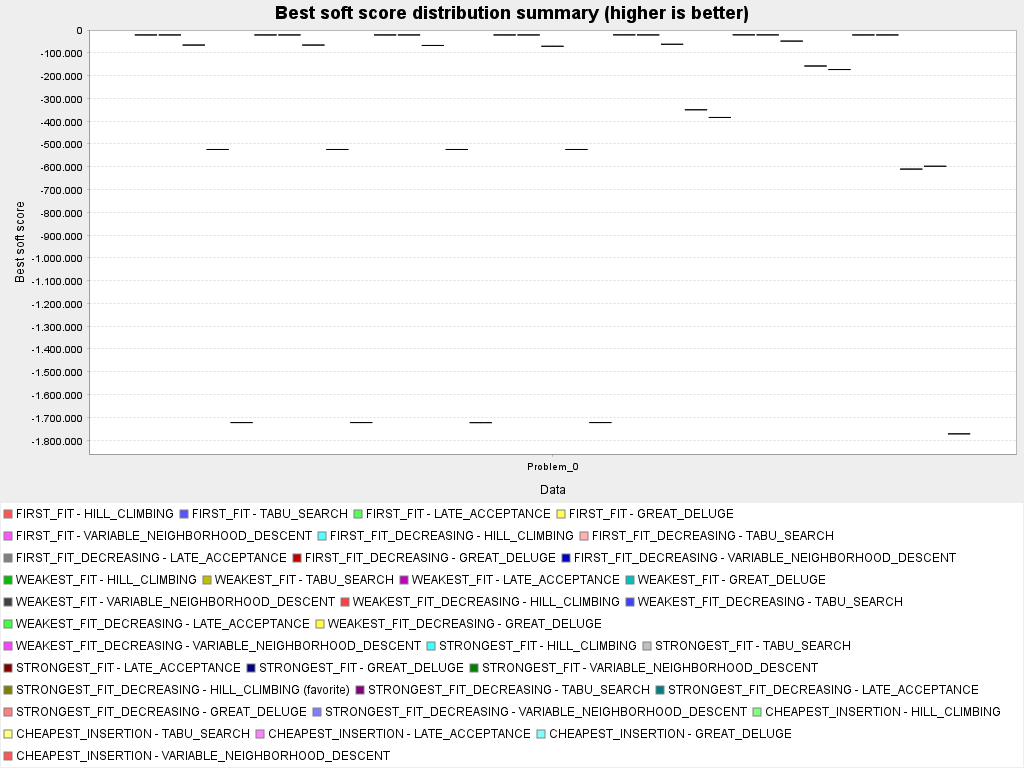 Best soft score distribution summary (higher is better)
Best soft score
0
-100.000
-200.000
-300.000
-400.000
-500.000
-600.000
-700.000
-800.000
-900.000
-1.000.000
-1.100.000
-1.200.000
-1.300.000
-1.400.000
-1.500.000
-1.600.000
-1.700.000
-1.800.000
Problem_0
Data
FIRST_FIT - HILL_CLIMBING FIRST_FIT - TABU_SEARCH FIRST_FIT - LATE_ACCEPTANCE FIRST_FIT - GREAT_DELUGE
FIRST_FIT - VARIABLE_NEIGHBORHOOD_DESCENT FIRST_FIT_DECREASING - HILL_CLIMBING FIRST_FIT_DECREASING - TABU_SEARCH
FIRST_FIT_DECREASING - LATE_ACCEPTANCE FIRST_FIT_DECREASING - GREAT_DELUGE FIRST_FIT_DECREASING - VARIABLE_NEIGHBORHOOD_DESCENT
WEAKEST_FIT - HILL_CLIMBING WEAKEST_FIT - TABU_SEARCH WEAKEST_FIT - LATE_ACCEPTANCE WEAKEST_FIT - GREAT_DELUGE
WEAKEST_FIT - VARIABLE_NEIGHBORHOOD_DESCENT WEAKEST_FIT_DECREASING - HILL_CLIMBING WEAKEST_FIT_DECREASING - TABU_SEARCH
WEAKEST_FIT_DECREASING - LATE_ACCEPTANCE WEAKEST_FIT_DECREASING - GREAT_DELUGE
WEAKEST_FIT_DECREASING - VARIABLE_NEIGHBORHOOD_DESCENT STRONGEST_FIT - HILL_CLIMBING STRONGEST_FIT - TABU_SEARCH
STRONGEST_FIT - LATE_ACCEPTANCE STRONGEST_FIT - GREAT_DELUGE STRONGEST_FIT - VARIABLE_NEIGHBORHOOD_DESCENT
STRONGEST_FIT_DECREASING - HILL_CLIMBING (favorite) STRONGEST_FIT_DECREASING - TABU_SEARCH STRONGEST_FIT_DECREASING - LATE_ACCEPTANCE
STRONGEST_FIT_DECREASING - GREAT_DELUGE STRONGEST_FIT_DECREASING - VARIABLE_NEIGHBORHOOD_DESCENT CHEAPEST_INSERTION - HILL_CLIMBING
CHEAPEST_INSERTION - TABU_SEARCH CHEAPEST_INSERTION - LATE_ACCEPTANCE CHEAPEST_INSERTION - GREAT_DELUGE
CHEAPEST_INSERTION - VARIABLE_NEIGHBORHOOD_DESCENT